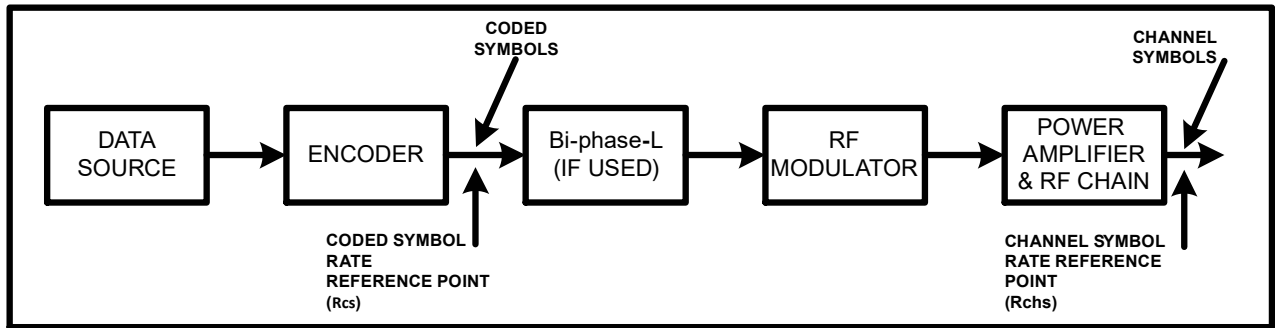 CODED
SYMBOLS
CHANNEL
SYMBOLS
DATA
SOURCE
ENCODER
Bi-phase-L
(IF USED)
RF
MODULATOR
POWER
AMPLIFIER
& RF CHAIN
CODED SYMBOL
RATE
REFERENCE POINT
(Rcs)
CHANNEL SYMBOL
RATE REFERENCE
POINT
(Rchs)